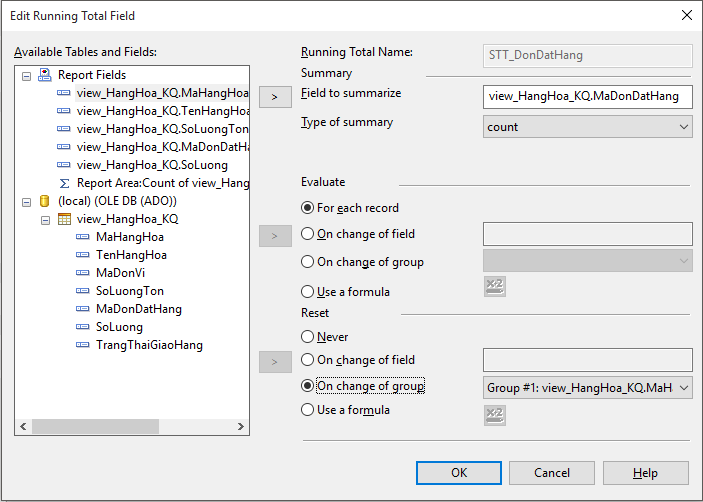 Edit Running Total Field
Available Tables and Fields:
Report Fields
view_HangHoa_KQ.MaHangHoa
view_HangHoa_KQ.TenHangHoa
view_HangHoa_KQ.SoLuongTon
view_HangHoa_KQ.MaDonDatHa
view_HangHoa_KQ.SoLuong
Report Area:Count of view_Hang
(local) (OLE DB (ADO))
view_HangHoa_KQ
MaHangHoa
TenHangHoa
MaDonVi
SoLuongTon
MaDonDatHang
SoLuong
TrangThaiGiaoHang
Running Total Name: STT_DonDatHang
Summary
> Field to summarize view_HangHoa_KQ.MaDonDatHang
Type of summary count
Evaluate
For each record
> On change of field
On change of group
Use a formula x-2
Reset
Never
> On change of field
On change of group Group #1: view_HangHoa_KQ.MaH
Use a formula x-2
OK Cancel Help